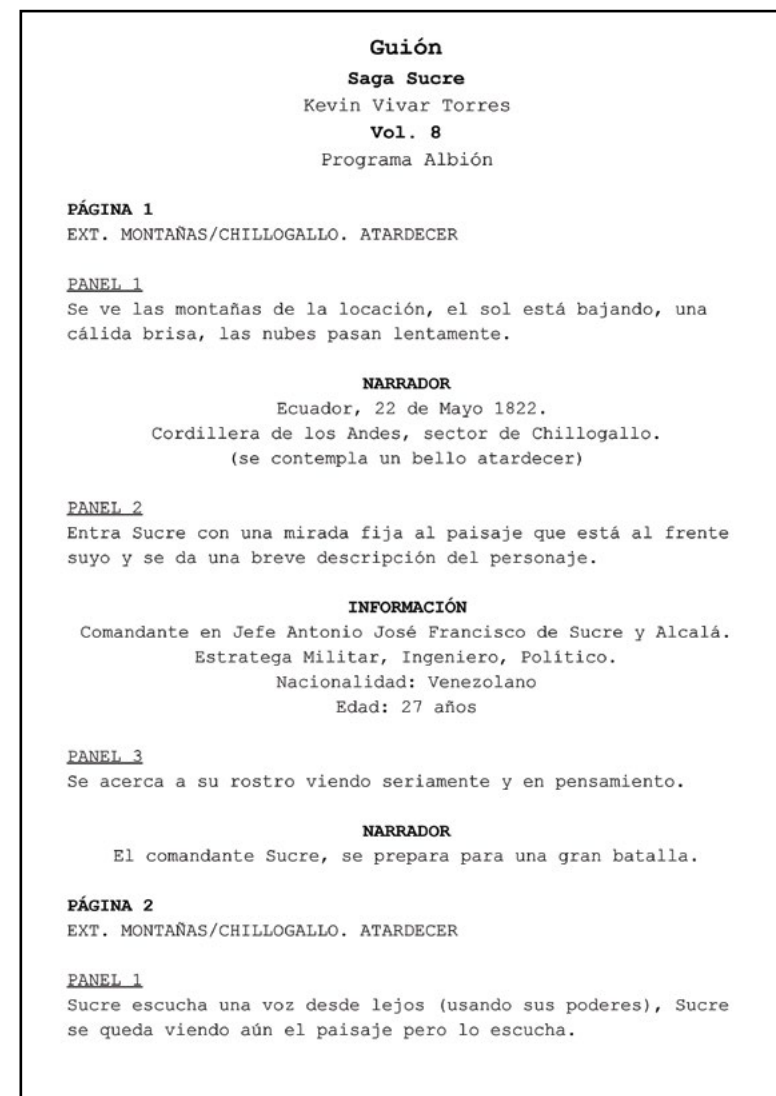 Guión
Saga Sucre
Kevin Vivar Torres
Vol. 8
Programa Albión
PÁGINA 1
EXT. MONTAÑAS/CHILLOGALLO. ATARDECER
PANEL 1
Se ve las montañas de la locación, el sol está bajando, una
cálida brisa, las nubes pasan lentamente.
NARRADOR
Ecuador, 22 de Mayo 1822.
Cordillera de los Andes, sector de Chillogallo.
(se contempla un bello atardecer)
PANEL 2
Entra Sucre con una mirada fija al paisaje que está al frente
suyo y se da una breve descripción del personaje.
INFORMACIÓN
Comandante en Jefe Antonio José Francisco de Sucre y Alcalá.
Estratega Militar, Ingeniero, Político.
Nacionalidad: Venezolano
Edad: 27 años
PANEL 3
Se acerca a su rostro viendo seriamente y en pensamiento.
NARRADOR
El comandante Sucre, se prepara para una gran batalla.
PÁGINA 2
EXT. MONTAÑAS/CHILLOGALLO. ATARDECER
PANEL 1
Sucre escucha una voz desde lejos (usando sus poderes), Sucre
se queda viendo aún el paisaje pero lo escucha.